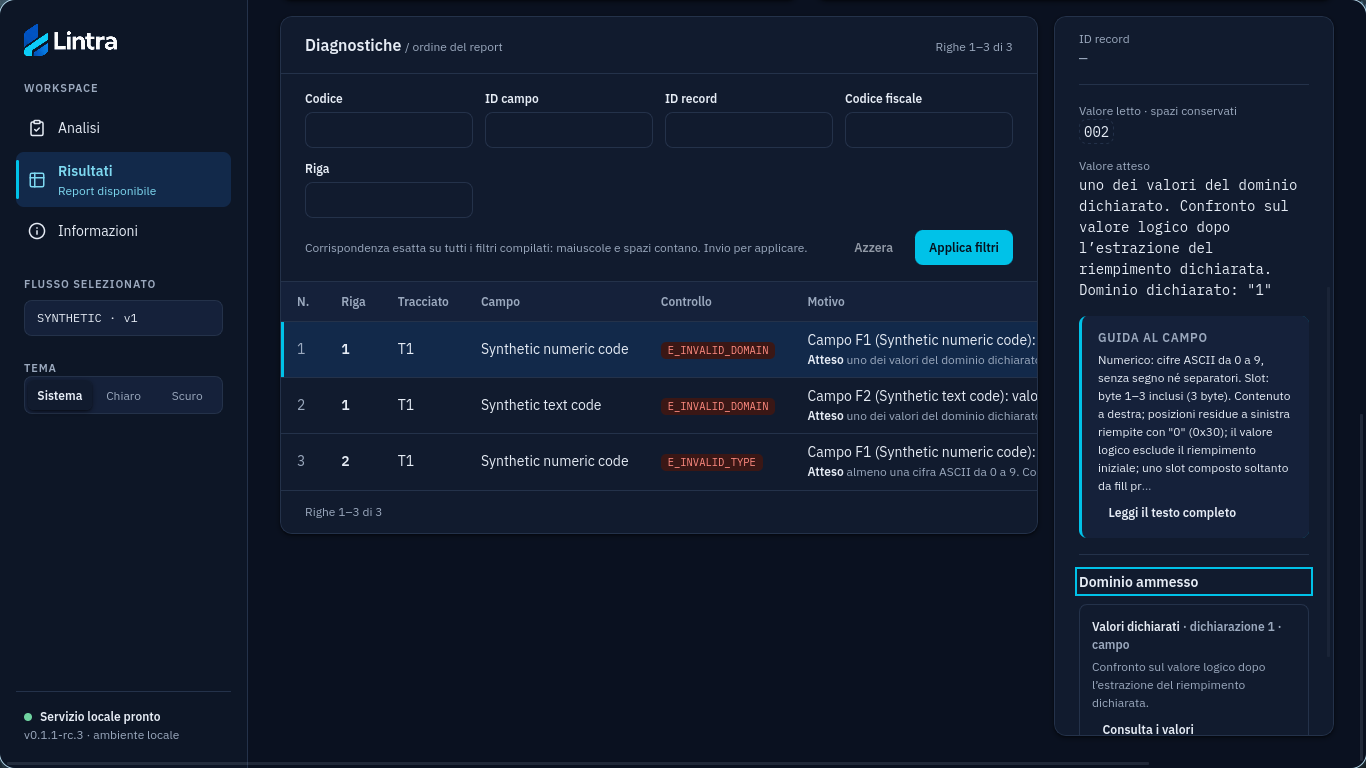 Lintra
WORKSPACE
Analisi
Risultati
Report disponibile
Informazioni
FLUSSO SELEZIONATO
SYNTHETIC · v1
TEMA
Sistema Chiaro Scuro
Servizio locale pronto
v0.1.1-rc.3 · ambiente locale
Diagnostiche / ordine del report
Righe 1–3 di 3
Codice ID campo ID record Codice fiscale
Riga
Corrispondenza esatta su tutti i filtri compilati: maiuscole e spazi contano. Invio per applicare.
Azzera Applica filtri
N. Riga Tracciato Campo Controllo Motivo
1 1 T1 Synthetic numeric code E_INVALID_DOMAIN Campo F1 (Synthetic numeric code):
Atteso uno dei valori del dominio dichiarato
2 1 T1 Synthetic text code E_INVALID_DOMAIN Campo F2 (Synthetic text code): valo
Atteso uno dei valori del dominio dichiarato
3 2 T1 Synthetic numeric code E_INVALID_TYPE Campo F1 (Synthetic numeric code):
Atteso almeno una cifra ASCII da 0 a 9. Co
Righe 1–3 di 3
ID record
—
Valore letto · spazi conservati
002
Valore atteso
uno dei valori del dominio
dichiarato. Confronto sul
valore logico dopo
l’estrazione del
riempimento dichiarata.
Dominio dichiarato: "1"
GUIDA AL CAMPO
Numerico: cifre ASCII da 0 a 9,
senza segno né separatori. Slot:
byte 1–3 inclusi (3 byte). Contenuto
a destra; posizioni residue a sinistra
riempite con "0" (0x30); il valore
logico esclude il riempimento
iniziale; uno slot composto soltanto
da fill pr…
Leggi il testo completo
Dominio ammesso
Valori dichiarati · dichiarazione 1 ·
campo
Confronto sul valore logico dopo
l’estrazione del riempimento
dichiarata.
Consulta i valori